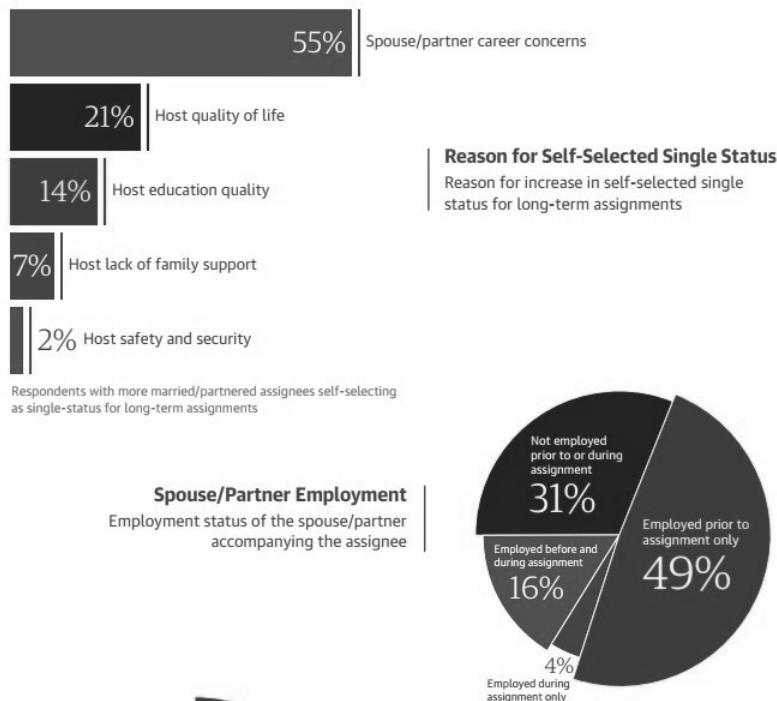 55% Spouse/partner career concerns
21% Host quality of life
14% Host education quality
7% Host lack of family support
2% Host safety and security
Respondents with more married/partnered assignees self-selecting
as single-status for long-term assignments
Reason for Self-Selected Single Status
Reason for increase in self-selected single
status for long-term assignments
Spouse/Partner Employment
Employment status of the spouse/partner
accompanying the assignee
Not employed
prior to or during
assignment
31%
Employed prior to
assignment only
49%
Employed before and
during assignment
16%
4%
Employed during
assignment only